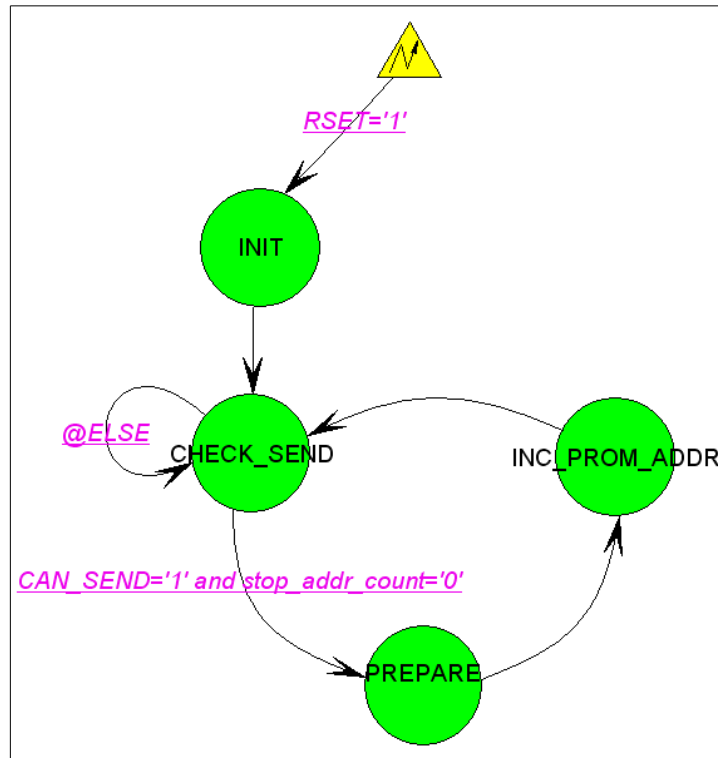 RSET='1'
INIT
@ELSE
CHECK_SEND
INC_PROM_ADDR
CAN_SEND='1' and stop_addr_count='0'
PREPARE